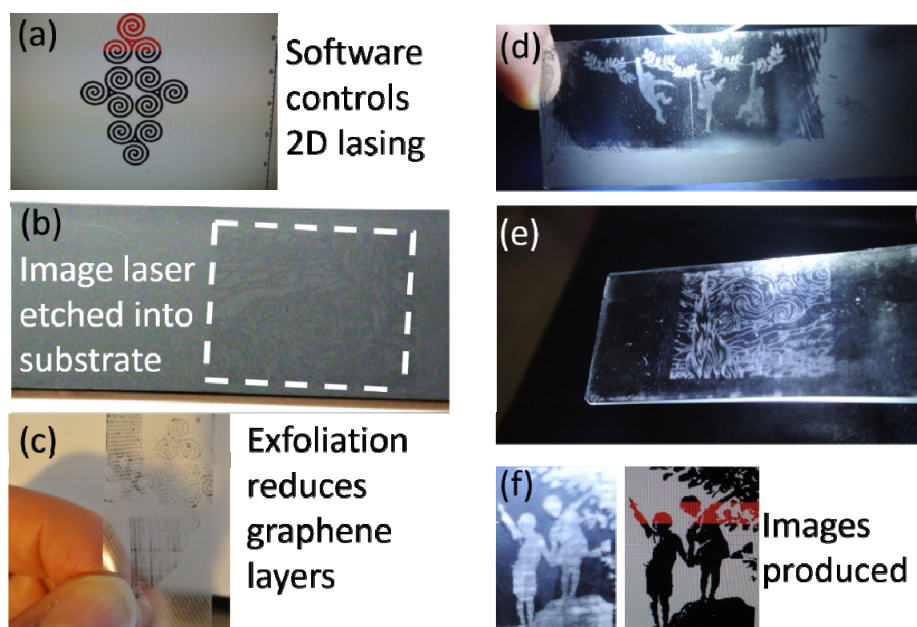 (a)
Software
controls
2D lasing
(b)
Image laser
etched into
substrate
(c)
Exfoliation
reduces
graphene
layers
(d)
(e)
(f)
Images
produced